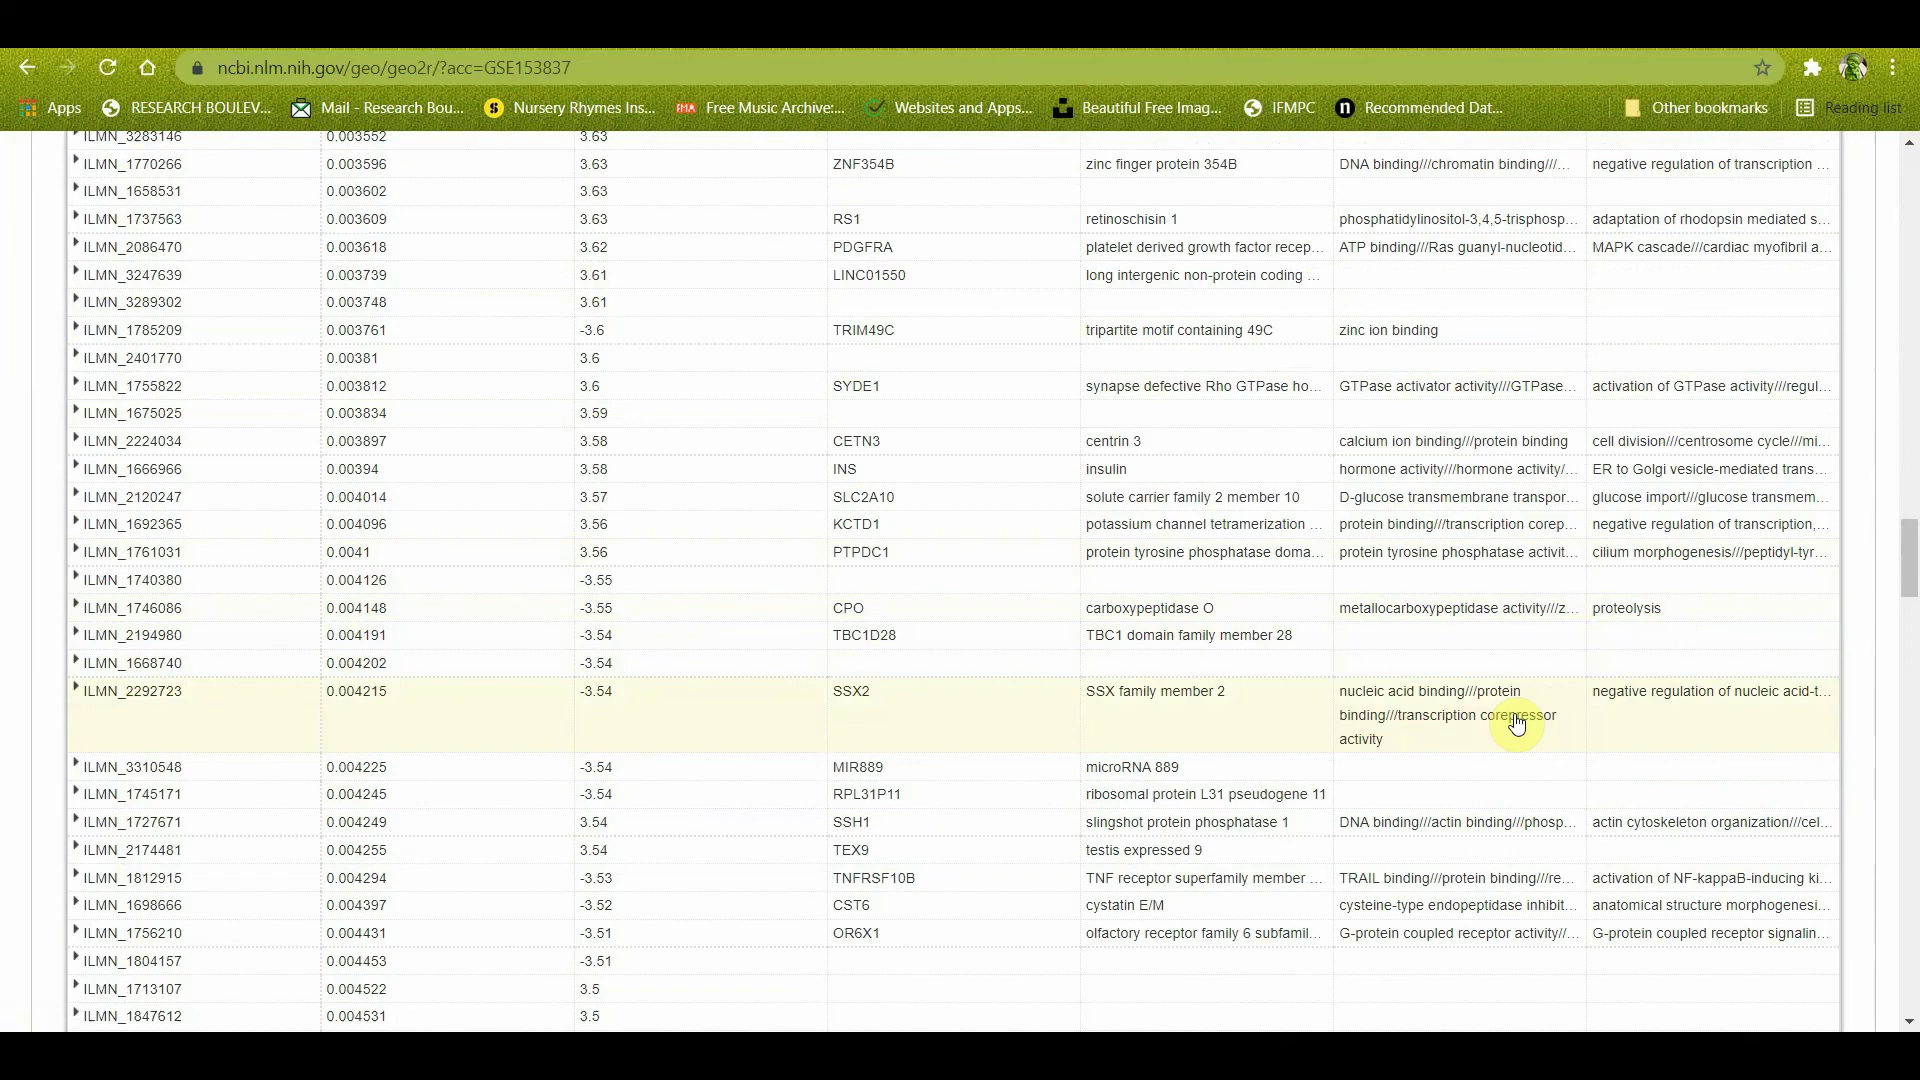 ncbi.nlm.nih.gov/geo/geo2r/?acc=GSE153837
Apps RESEARCH BOULEV... Mail - Research Bou... Nursery Rhymes Ins... FMA Free Music Archive:... Websites and Apps... Beautiful Free Imag... IFMPC Recommended Dat... Other bookmarks Reading list
ILMN_3283146 0.003552 3.63
ILMN_1770266 0.003596 3.63 ZNF354B zinc finger protein 354B DNA binding///chromatin binding///... negative regulation of transcription ...
ILMN_1658531 0.003602 3.63
ILMN_1737563 0.003609 3.63 RS1 retinoschisin 1 phosphatidylinositol-3,4,5-trisphosp... adaptation of rhodopsin mediated s...
ILMN_2086470 0.003618 3.62 PDGFRA platelet derived growth factor recep... ATP binding///Ras guanyl-nucleotid... MAPK cascade///cardiac myofibril a...
ILMN_3247639 0.003739 3.61 LINC01550 long intergenic non-protein coding ...
ILMN_3289302 0.003748 3.61
ILMN_1785209 0.003761 -3.6 TRIM49C tripartite motif containing 49C zinc ion binding
ILMN_2401770 0.00381 3.6
ILMN_1755822 0.003812 3.6 SYDE1 synapse defective Rho GTPase ho... GTPase activator activity///GTPase... activation of GTPase activity///regul...
ILMN_1675025 0.003834 3.59
ILMN_2224034 0.003897 3.58 CETN3 centrin 3 calcium ion binding///protein binding cell division///centrosome cycle///mi...
ILMN_1666966 0.00394 3.58 INS insulin hormone activity///hormone activity/... ER to Golgi vesicle-mediated trans...
ILMN_2120247 0.004014 3.57 SLC2A10 solute carrier family 2 member 10 D-glucose transmembrane transpor... glucose import///glucose transmem...
ILMN_1692365 0.004096 3.56 KCTD1 potassium channel tetramerization ... protein binding///transcription corep... negative regulation of transcription,...
ILMN_1761031 0.0041 3.56 PTPDC1 protein tyrosine phosphatase doma... protein tyrosine phosphatase activit... cilium morphogenesis///peptidyl-tyr...
ILMN_1740380 0.004126 -3.55
ILMN_1746086 0.004148 -3.55 CPO carboxypeptidase O metallocarboxypeptidase activity///z... proteolysis
ILMN_2194980 0.004191 -3.54 TBC1D28 TBC1 domain family member 28
ILMN_1668740 0.004202 -3.54
ILMN_2292723 0.004215 -3.54 SSX2 SSX family member 2 nucleic acid binding///protein negative regulation of nucleic acid-t...
binding///transcription corepressor
activity
ILMN_3310548 0.004225 -3.54 MIR889 microRNA 889
ILMN_1745171 0.004245 -3.54 RPL31P11 ribosomal protein L31 pseudogene 11
ILMN_1727671 0.004249 3.54 SSH1 slingshot protein phosphatase 1 DNA binding///actin binding///phosp... actin cytoskeleton organization///cel...
ILMN_2174481 0.004255 3.54 TEX9 testis expressed 9
ILMN_1812915 0.004294 -3.53 TNFRSF10B TNF receptor superfamily member ... TRAIL binding///protein binding///re... activation of NF-kappaB-inducing ki...
ILMN_1698666 0.004397 -3.52 CST6 cystatin E/M cysteine-type endopeptidase inhibit... anatomical structure morphogenesi...
ILMN_1756210 0.004431 -3.51 OR6X1 olfactory receptor family 6 subfamil... G-protein coupled receptor activity//... G-protein coupled receptor signalin...
ILMN_1804157 0.004453 -3.51
ILMN_1713107 0.004522 3.5
ILMN_1847612 0.004531 3.5